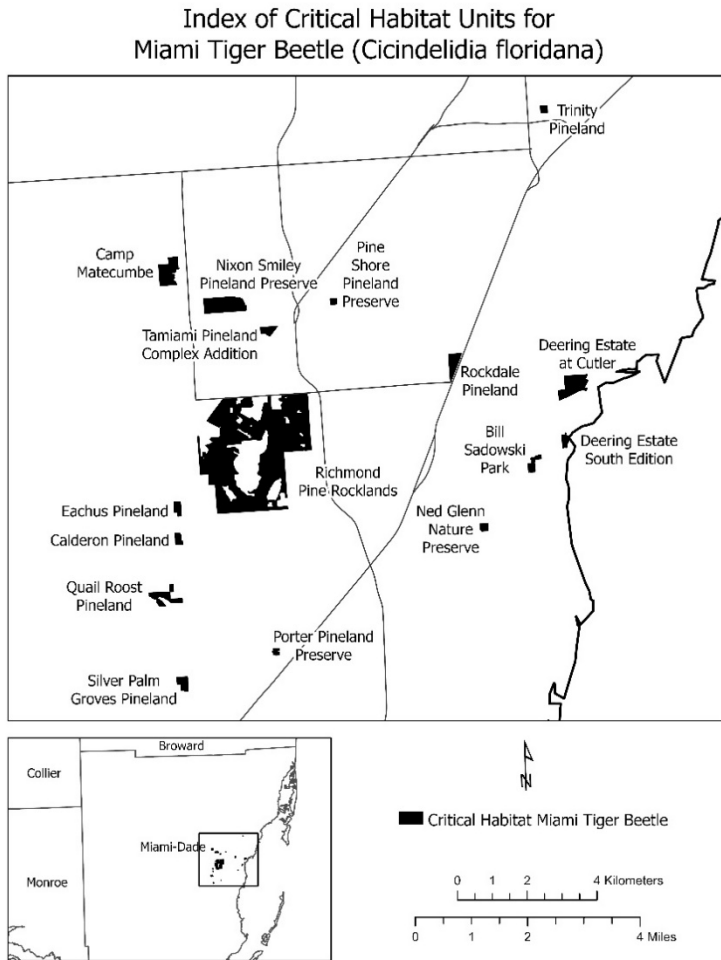 Index of Critical Habitat Units for
Miami Tiger Beetle (Cicindelidia floridana)
Trinity
Pineland
Camp
Matecumbe
Nixon Smiley
Pineland Preserve
Pine
Shore
Pineland
Preserve
Tamiami Pineland
Complex Addition
Rockdale
Pineland
Deering Estate
at Cutler
Bill
Sadowski
Park
Deering Estate
South Edition
Richmond
Pine Rocklands
Eachus Pineland
Calderon Pineland
Ned Glenn
Nature
Preserve
Quail Roost
Pineland
Porter Pineland
Preserve
Silver Palm
Groves Pineland
Broward
Collier
Miami-Dade
Monroe
N
Critical Habitat Miami Tiger Beetle
0 1 2 4 Kilometers
0 1 2 4 Miles